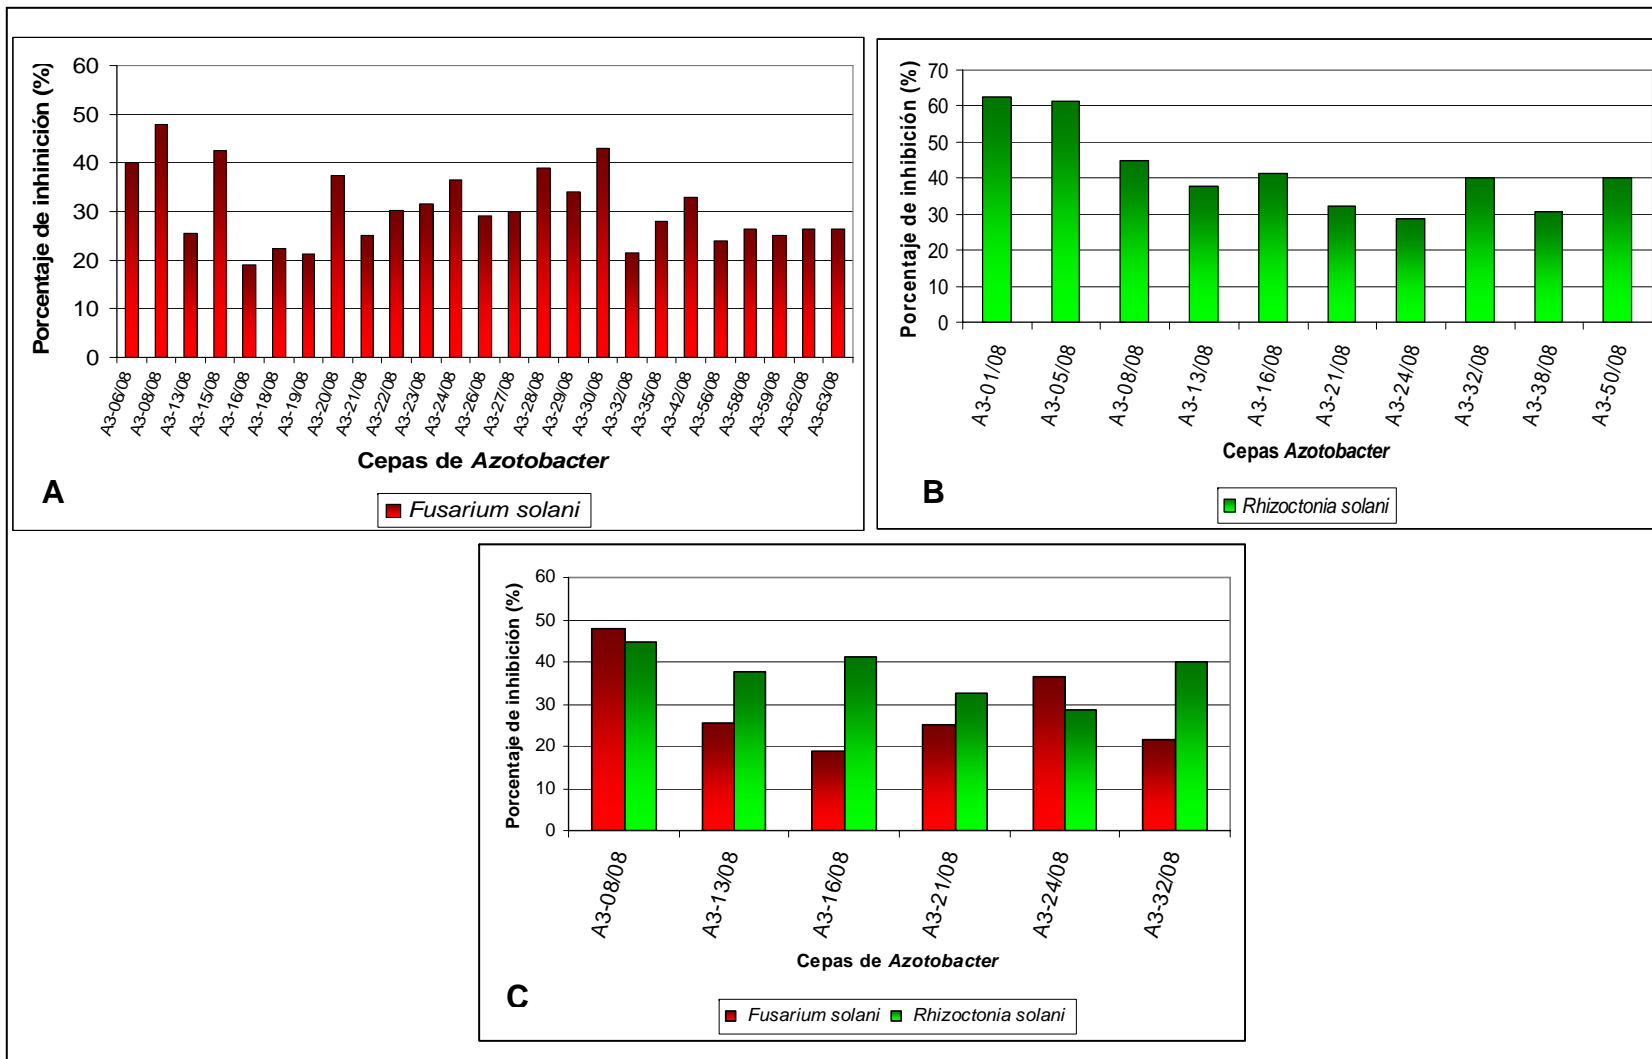 Porcentaje de inhinición (%)
60
50
40
30
20
10
0
A3-06/08
A3-08/08
A3-13/08
A3-15/08
A3-16/08
A3-18/08
A3-19/08
A3-20/08
A3-21/08
A3-22/08
A3-23/08
A3-24/08
A3-26/08
A3-27/08
A3-28/08
A3-29/08
A3-30/08
A3-32/08
A3-35/08
A3-42/08
A3-56/08
A3-58/08
A3-59/08
A3-62/08
A3-63/08
Cepas de Azotobacter
A
Fusarium solani
Porcentaje de inhibición (%)
70
60
50
40
30
20
10
0
A3-01/08
A3-05/08
A3-08/08
A3-13/08
A3-16/08
A3-21/08
A3-24/08
A3-32/08
A3-38/08
A3-50/08
Cepas Azotobacter
B
Rhizoctonia solani
Porcentaje de inhibición (%)
60
50
40
30
20
10
0
A3-08/08
A3-13/08
A3-16/08
A3-21/08
A3-24/08
A3-32/08
Cepas de Azotobacter
C
Fusarium solani Rhizoctonia solani